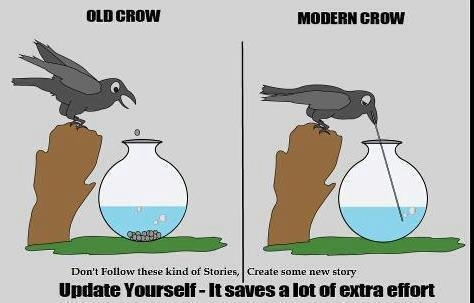 OLD CROW
MODERN CROW
Don't Follow these kind of Stories, Create some new story
Update Yourself - It saves a lot of extra effort